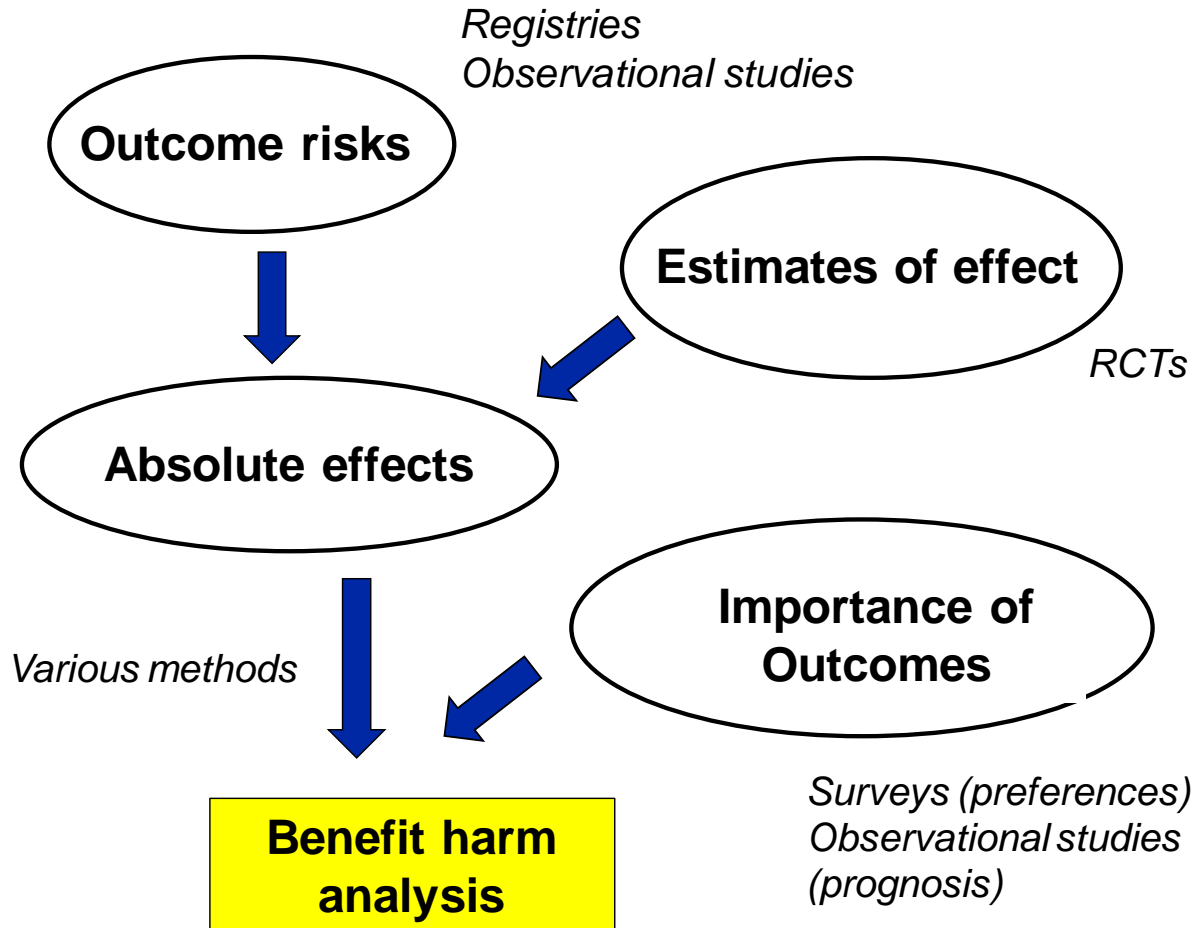 Registries
Observational studies
Outcome risks
Estimates of effect
RCTs
Absolute effects
Importance of
Outcomes
Various methods
Surveys (preferences)
Observational studies
(prognosis)
Benefit harm
analysis